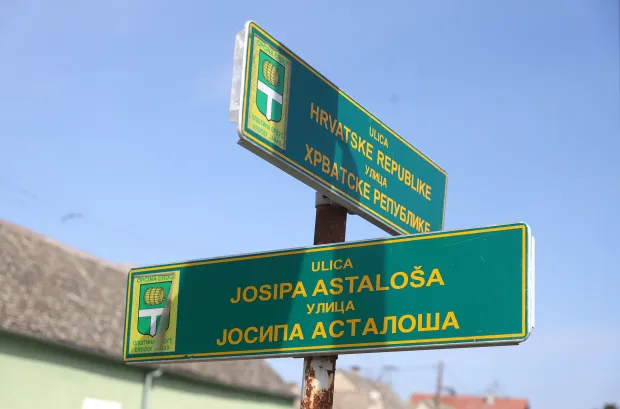 ULICA
HRVATSKE REPUBLIKE
УЛИЦА
ХРВАТСКЕ РЕПУБЛИКЕ
ULICA
JOSIPA ASTALOŠA
УЛИЦА
ЈОСИПА АСТАЛОША